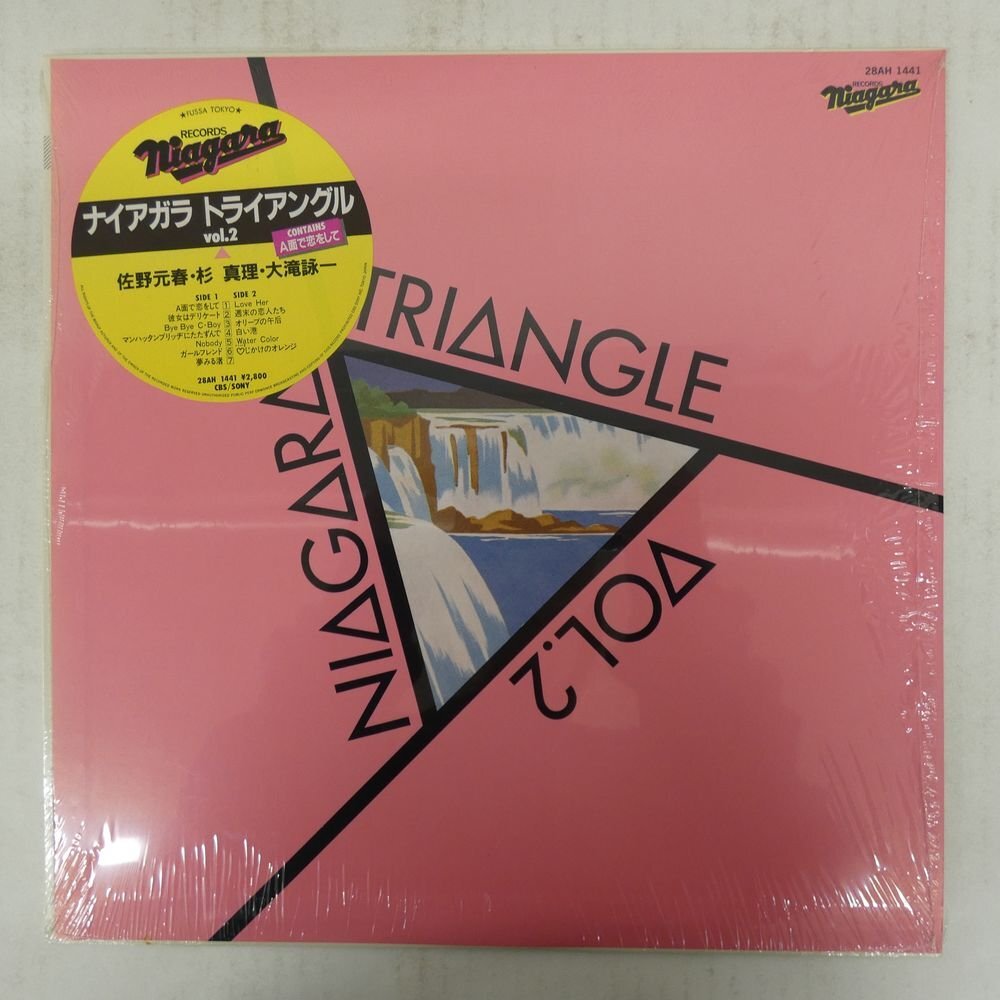 28AH 1441
RECORDS
Niagara
★FUSSA TOKYO★
RECORDS
Niagara
ナイアガラ トライアングル
vol.2
CONTAINS
A面で恋をして
佐野元春・杉 真理・大滝詠一
SIDE 1 SIDE 2
A面で恋をして 1 Love Her
彼女はデリケート 2 週末の恋人たち
Bye Bye C-Boy 3 オリーブの午后
マンハッタンブリッヂにたたずんで 4 白い港
Nobody 5 Water Color
ガールフレンド 6 ♡じかけのオレンジ
夢みる渚 7
28AH 1441 ¥2,800
CBS/SONY
NIAGARA
TRIANGLE
VOL.2